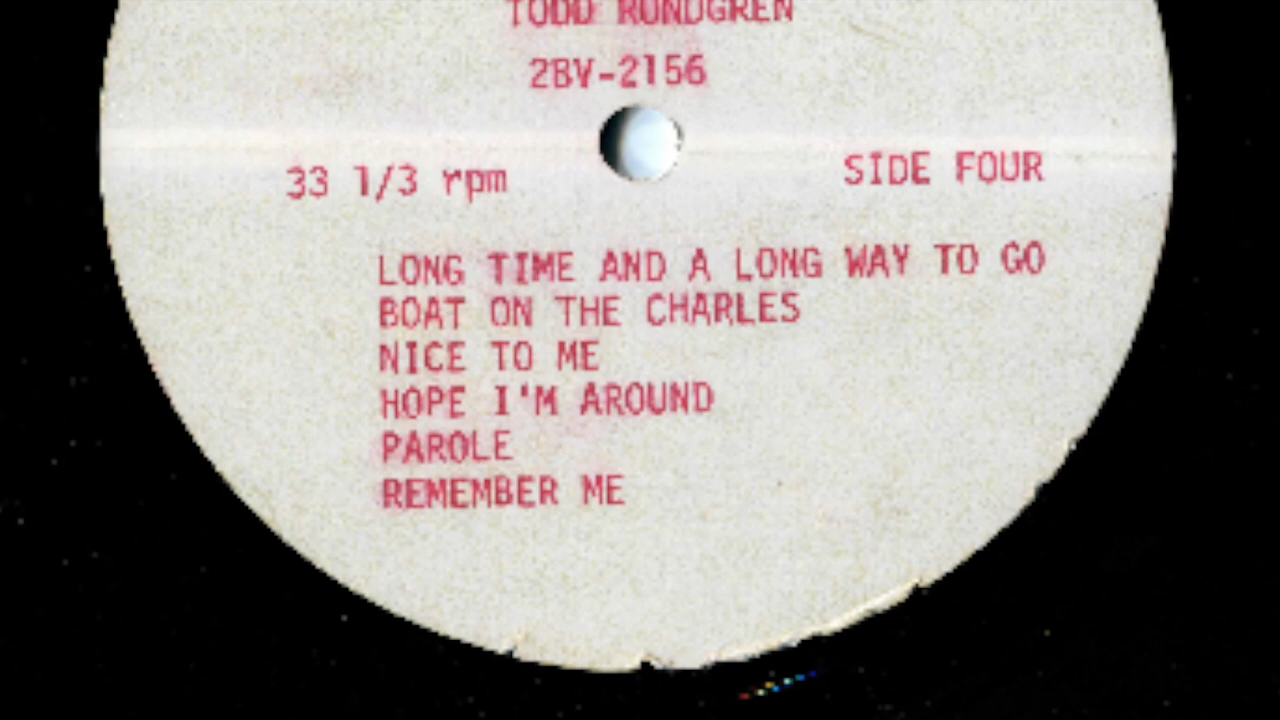 TODD RUNDGREN
2BV-2156
33 1/3 rpm
SIDE FOUR
LONG TIME AND A LONG WAY TO GO
BOAT ON THE CHARLES
NICE TO ME
HOPE I'M AROUND
PAROLE
REMEMBER ME